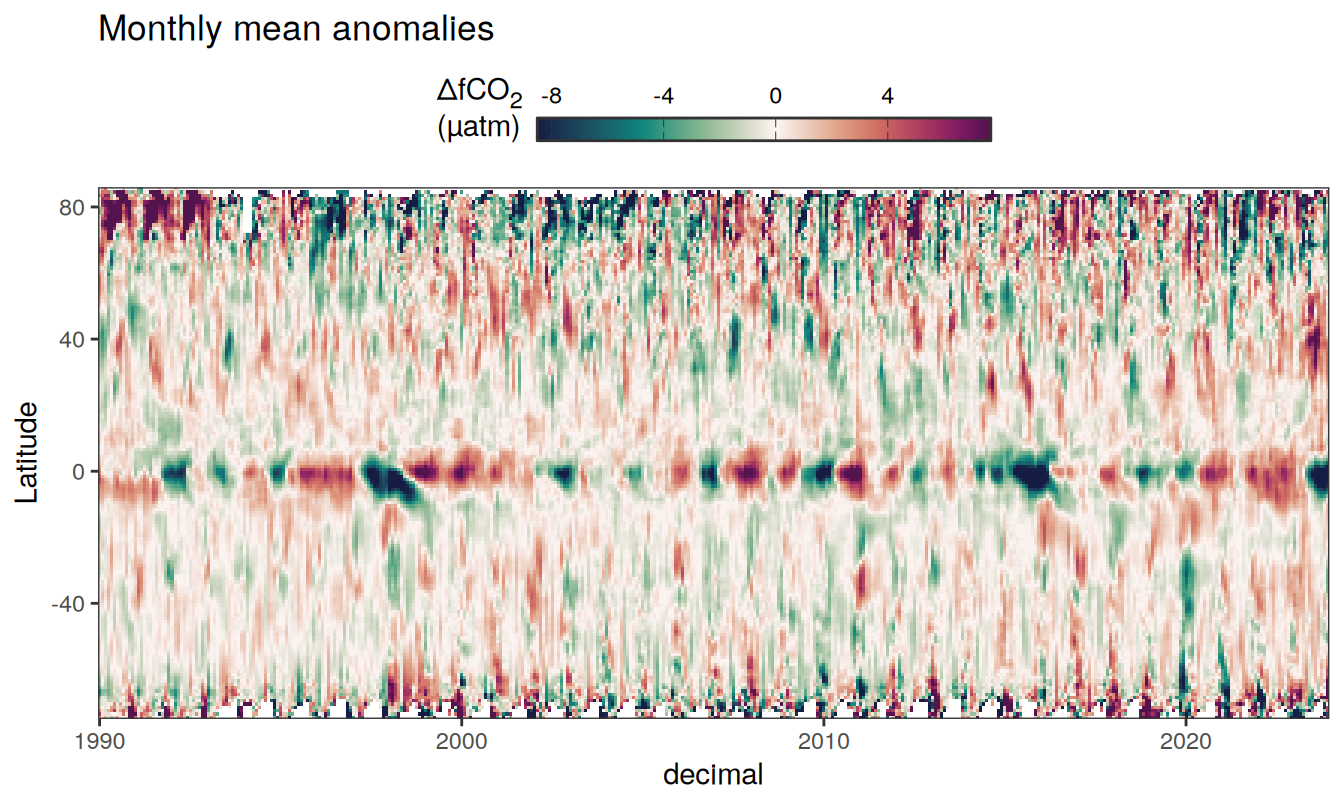 Monthly mean anomalies
ΔfCO₂ -8 -4 0 4
(µatm)
Latitude
80
40
0
-40
1990 2000 2010 2020
decimal